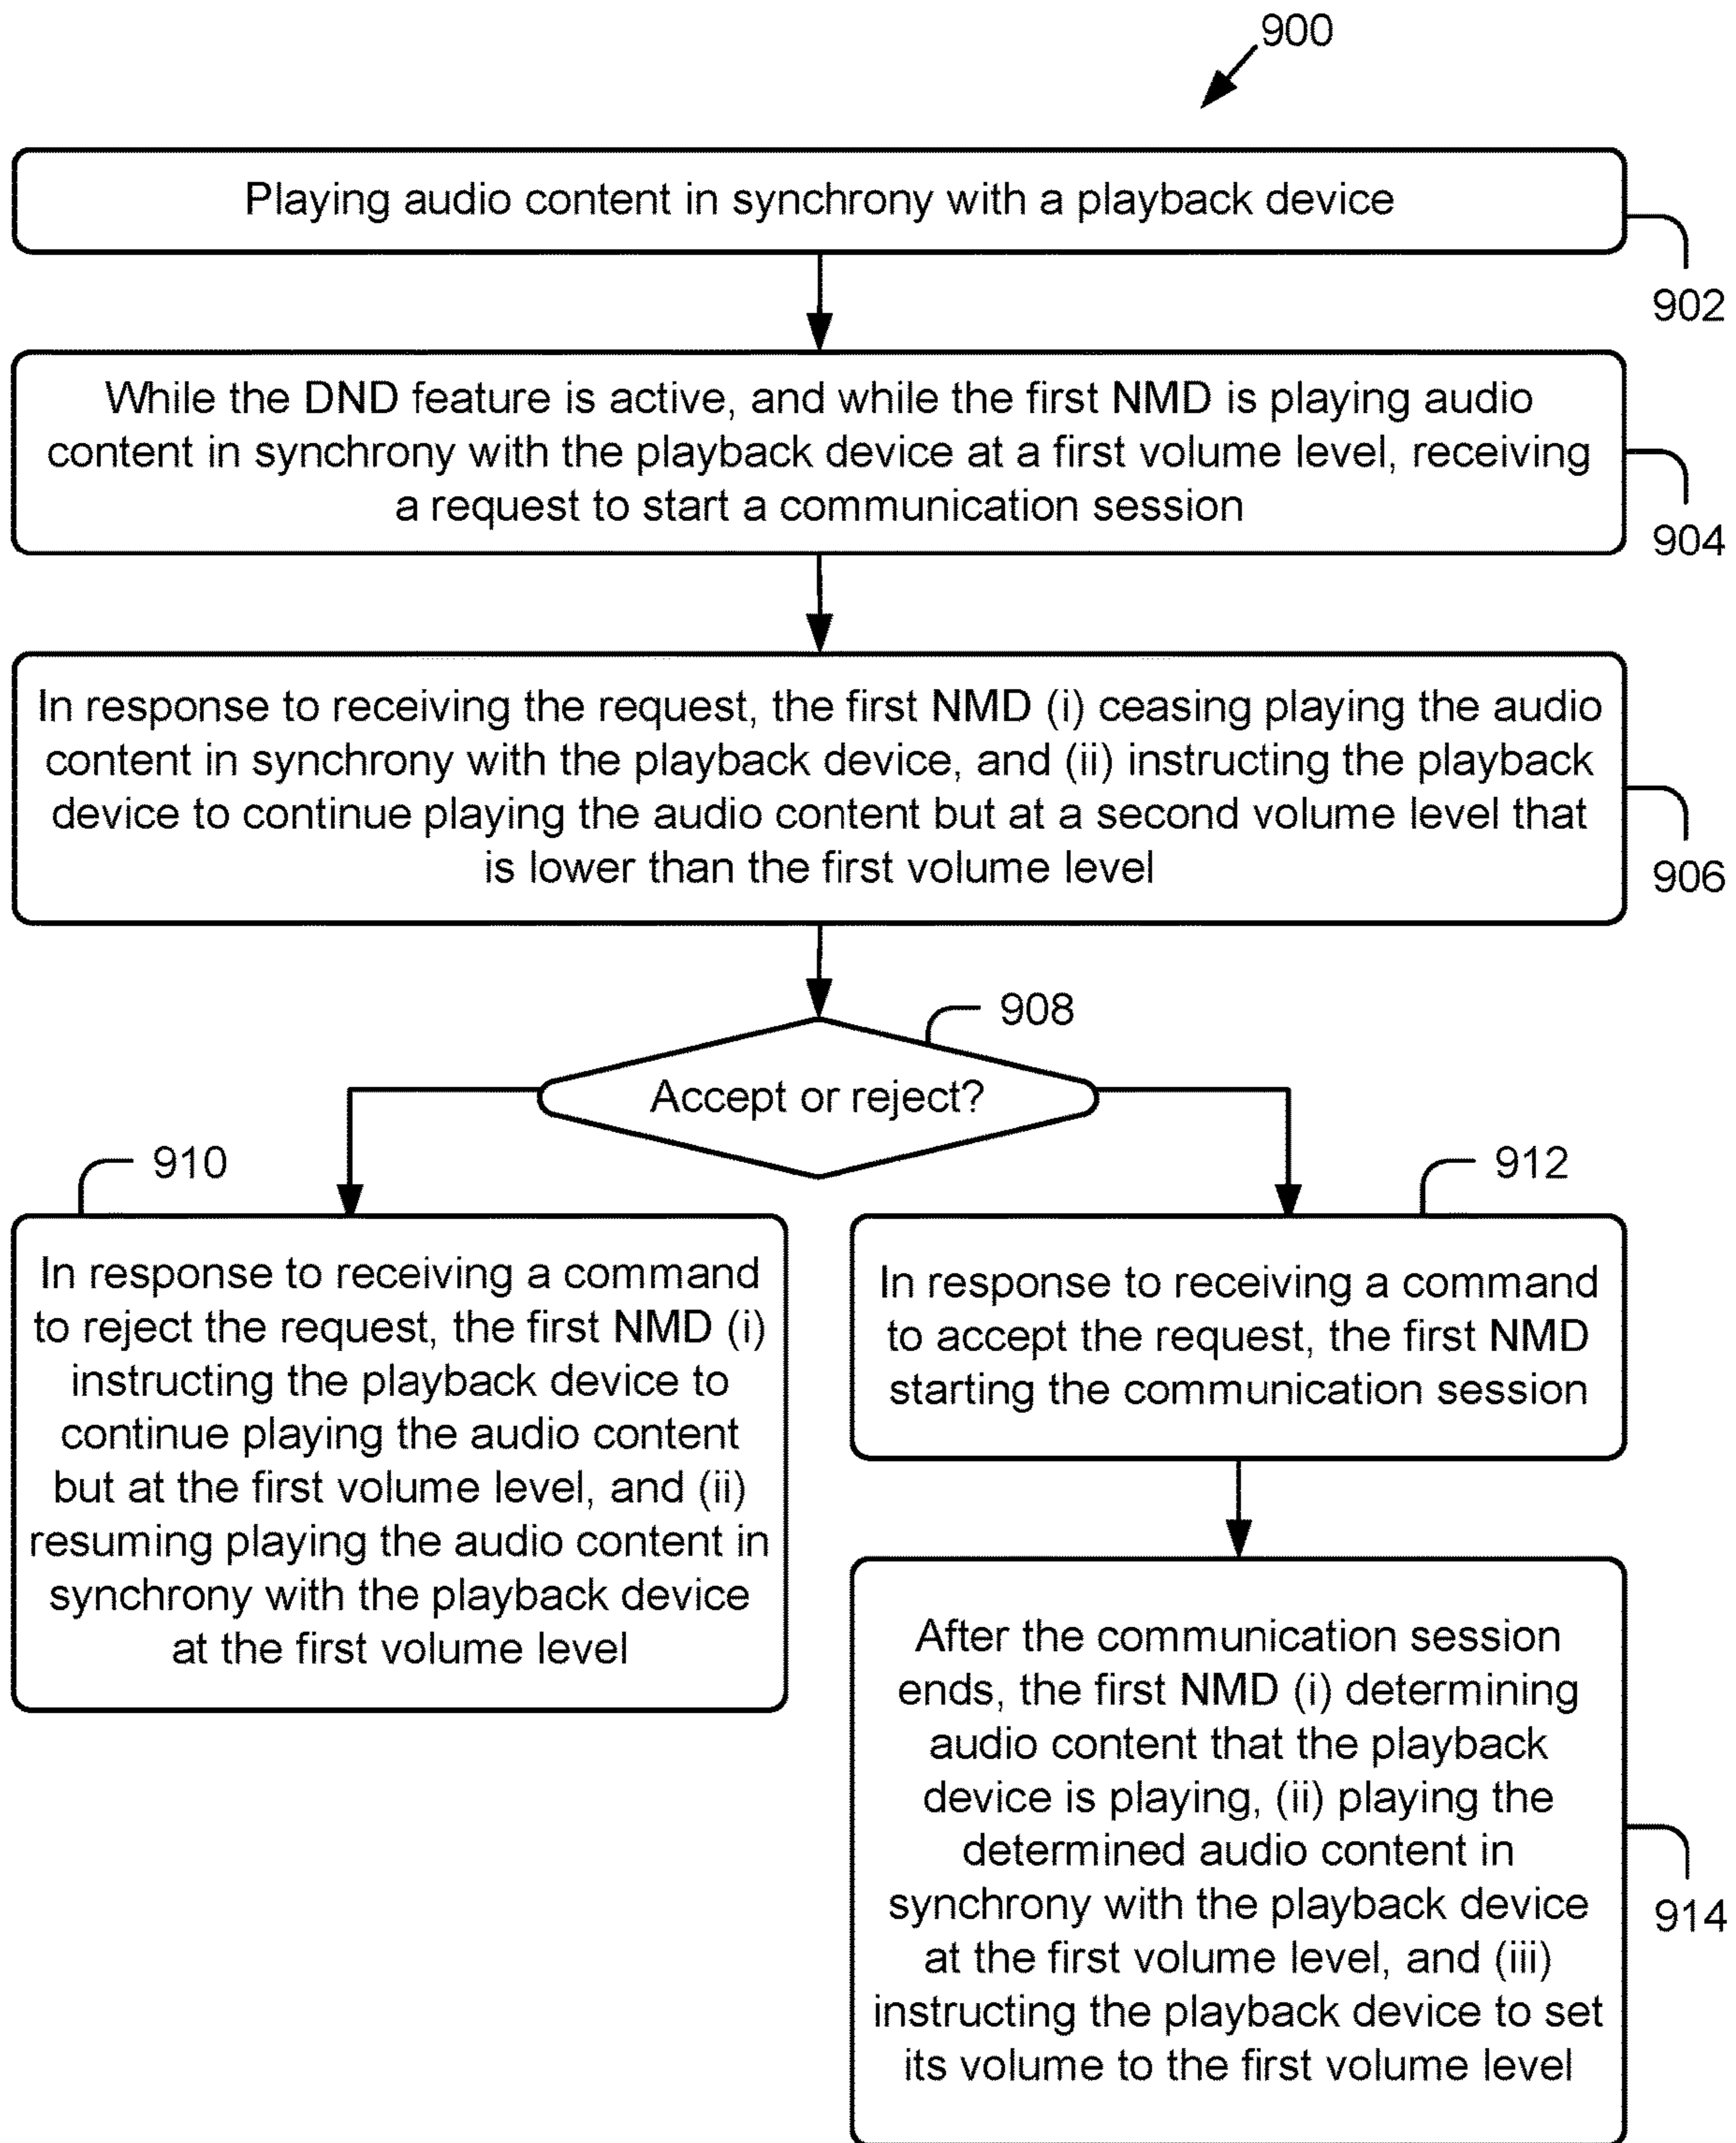 900
Playing audio content in synchrony with a playback device
902
While the DND feature is active, and while the first NMD is playing audio
content in synchrony with the playback device at a first volume level, receiving
a request to start a communication session
904
In response to receiving the request, the first NMD (i) ceasing playing the audio
content in synchrony with the playback device, and (ii) instructing the playback
device to continue playing the audio content but at a second volume level that
is lower than the first volume level
906
908
Accept or reject?
910
In response to receiving a command
to reject the request, the first NMD (i)
instructing the playback device to
continue playing the audio content
but at the first volume level, and (ii)
resuming playing the audio content in
synchrony with the playback device
at the first volume level
912
In response to receiving a command
to accept the request, the first NMD
starting the communication session
After the communication session
ends, the first NMD (i) determining
audio content that the playback
device is playing, (ii) playing the
determined audio content in
synchrony with the playback device
at the first volume level, and (iii)
instructing the playback device to set
its volume to the first volume level
914